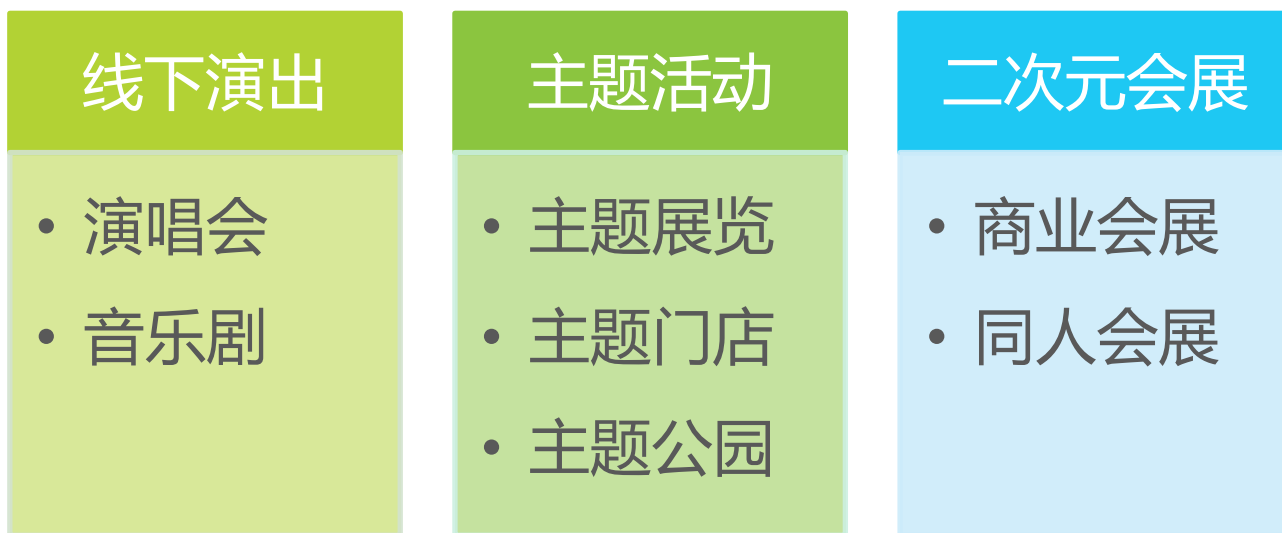 线下演出
• 演唱会
• 音乐剧
主题活动
• 主题展览
• 主题门店
• 主题公园
二次元会展
• 商业会展
• 同人会展